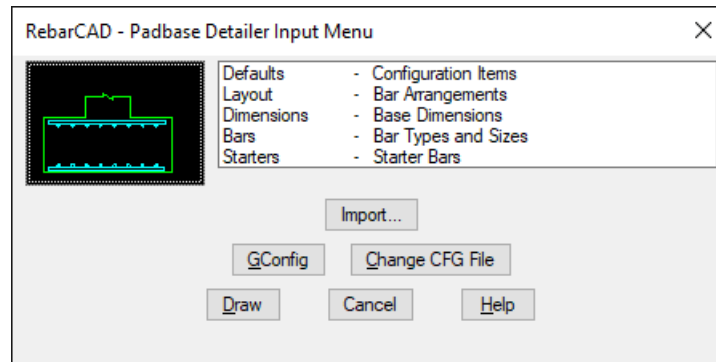 RebarCAD - Padbase Detailer Input Menu
Defaults - Configuration Items
Layout - Bar Arrangements
Dimensions - Base Dimensions
Bars - Bar Types and Sizes
Starters - Starter Bars
Import...
GConfig Change CFG File
Draw Cancel Help